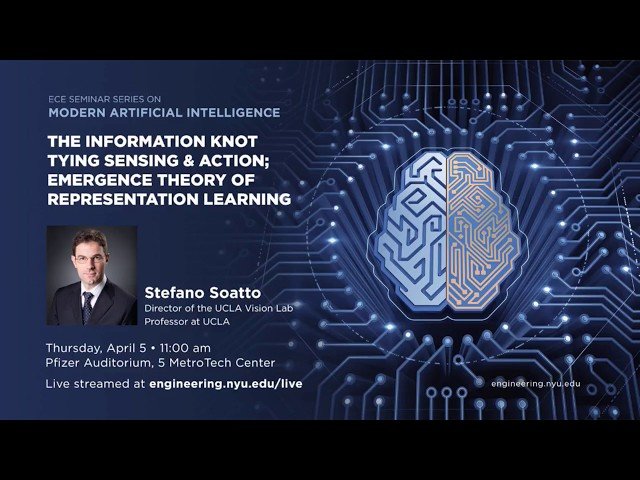 ECE SEMINAR SERIES ON
MODERN ARTIFICIAL INTELLIGENCE
THE INFORMATION KNOT
TYING SENSING & ACTION;
EMERGENCE THEORY OF
REPRESENTATION LEARNING
Stefano Soatto
Director of the UCLA Vision Lab
Professor at UCLA
Thursday, April 5 • 11:00 am
Pfizer Auditorium, 5 MetroTech Center
Live streamed at engineering.nyu.edu/live
engineering.nyu.edu